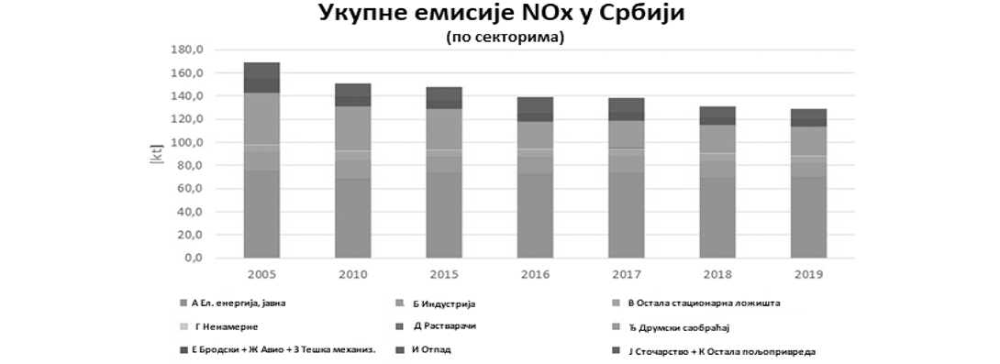 Укупне емисије NOx у Србији
(по секторима)
180,0
160,0
140,0
120,0
100,0
80,0
60,0
40,0
20,0
0,0
[kt]
2005 2010 2015 2016 2017 2018 2019
А Ел. енергија, јавна Б Индустрија В Остала стационарна ложишта
Г Ненамерне Д Растварачи Ђ Друмски саобраћај
Е Бродски + Ж Авио + З Тешка механиз. И Отпад Ј Сточарство + К Остала пољопривреда